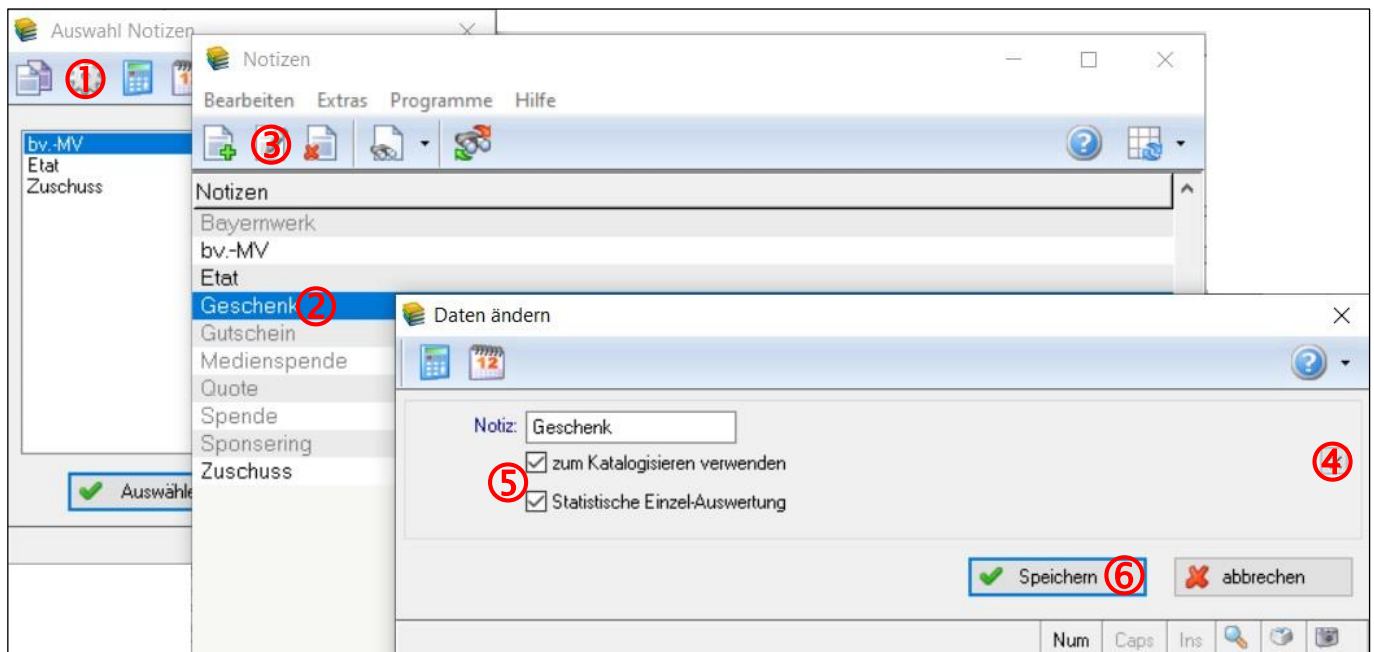 Auswahl Notizen
①
bv.-MV
Etat
Zuschuss
Auswähle
Notizen
Bearbeiten Extras Programme Hilfe
③
Notizen
Bayernwerk
bv.-MV
Etat
Geschenk ②
Gutschein
Medienspende
Quote
Spende
Sponsering
Zuschuss
Daten ändern
12
Notiz: Geschenk
zum Katalogisieren verwenden ④
⑤
Statistische Einzel-Auswertung
Speichern ⑥ abbrechen
Num Caps Ins